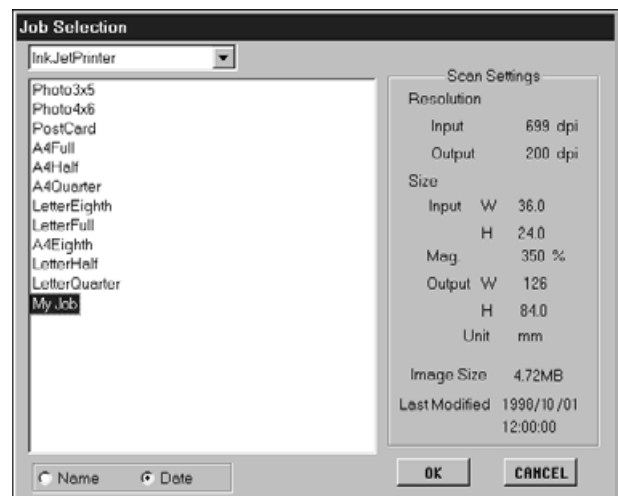 Job Selection
InkJetPrinter
Photo3x5
Photo4x6
PostCard
A4Full
A4Half
A4Quarter
LetterEighth
LetterFull
A4Eighth
LetterHalf
LetterQuarter
My Job
Name Date
Scan Settings
Resolution
Input 699 dpi
Output 200 dpi
Size
Input W 36.0
H 24.0
Mag. 350 %
Output W 126
H 84.0
Unit mm
Image Size 4.72MB
Last Modified 1998/10/01
12:00:00
OK CANCEL